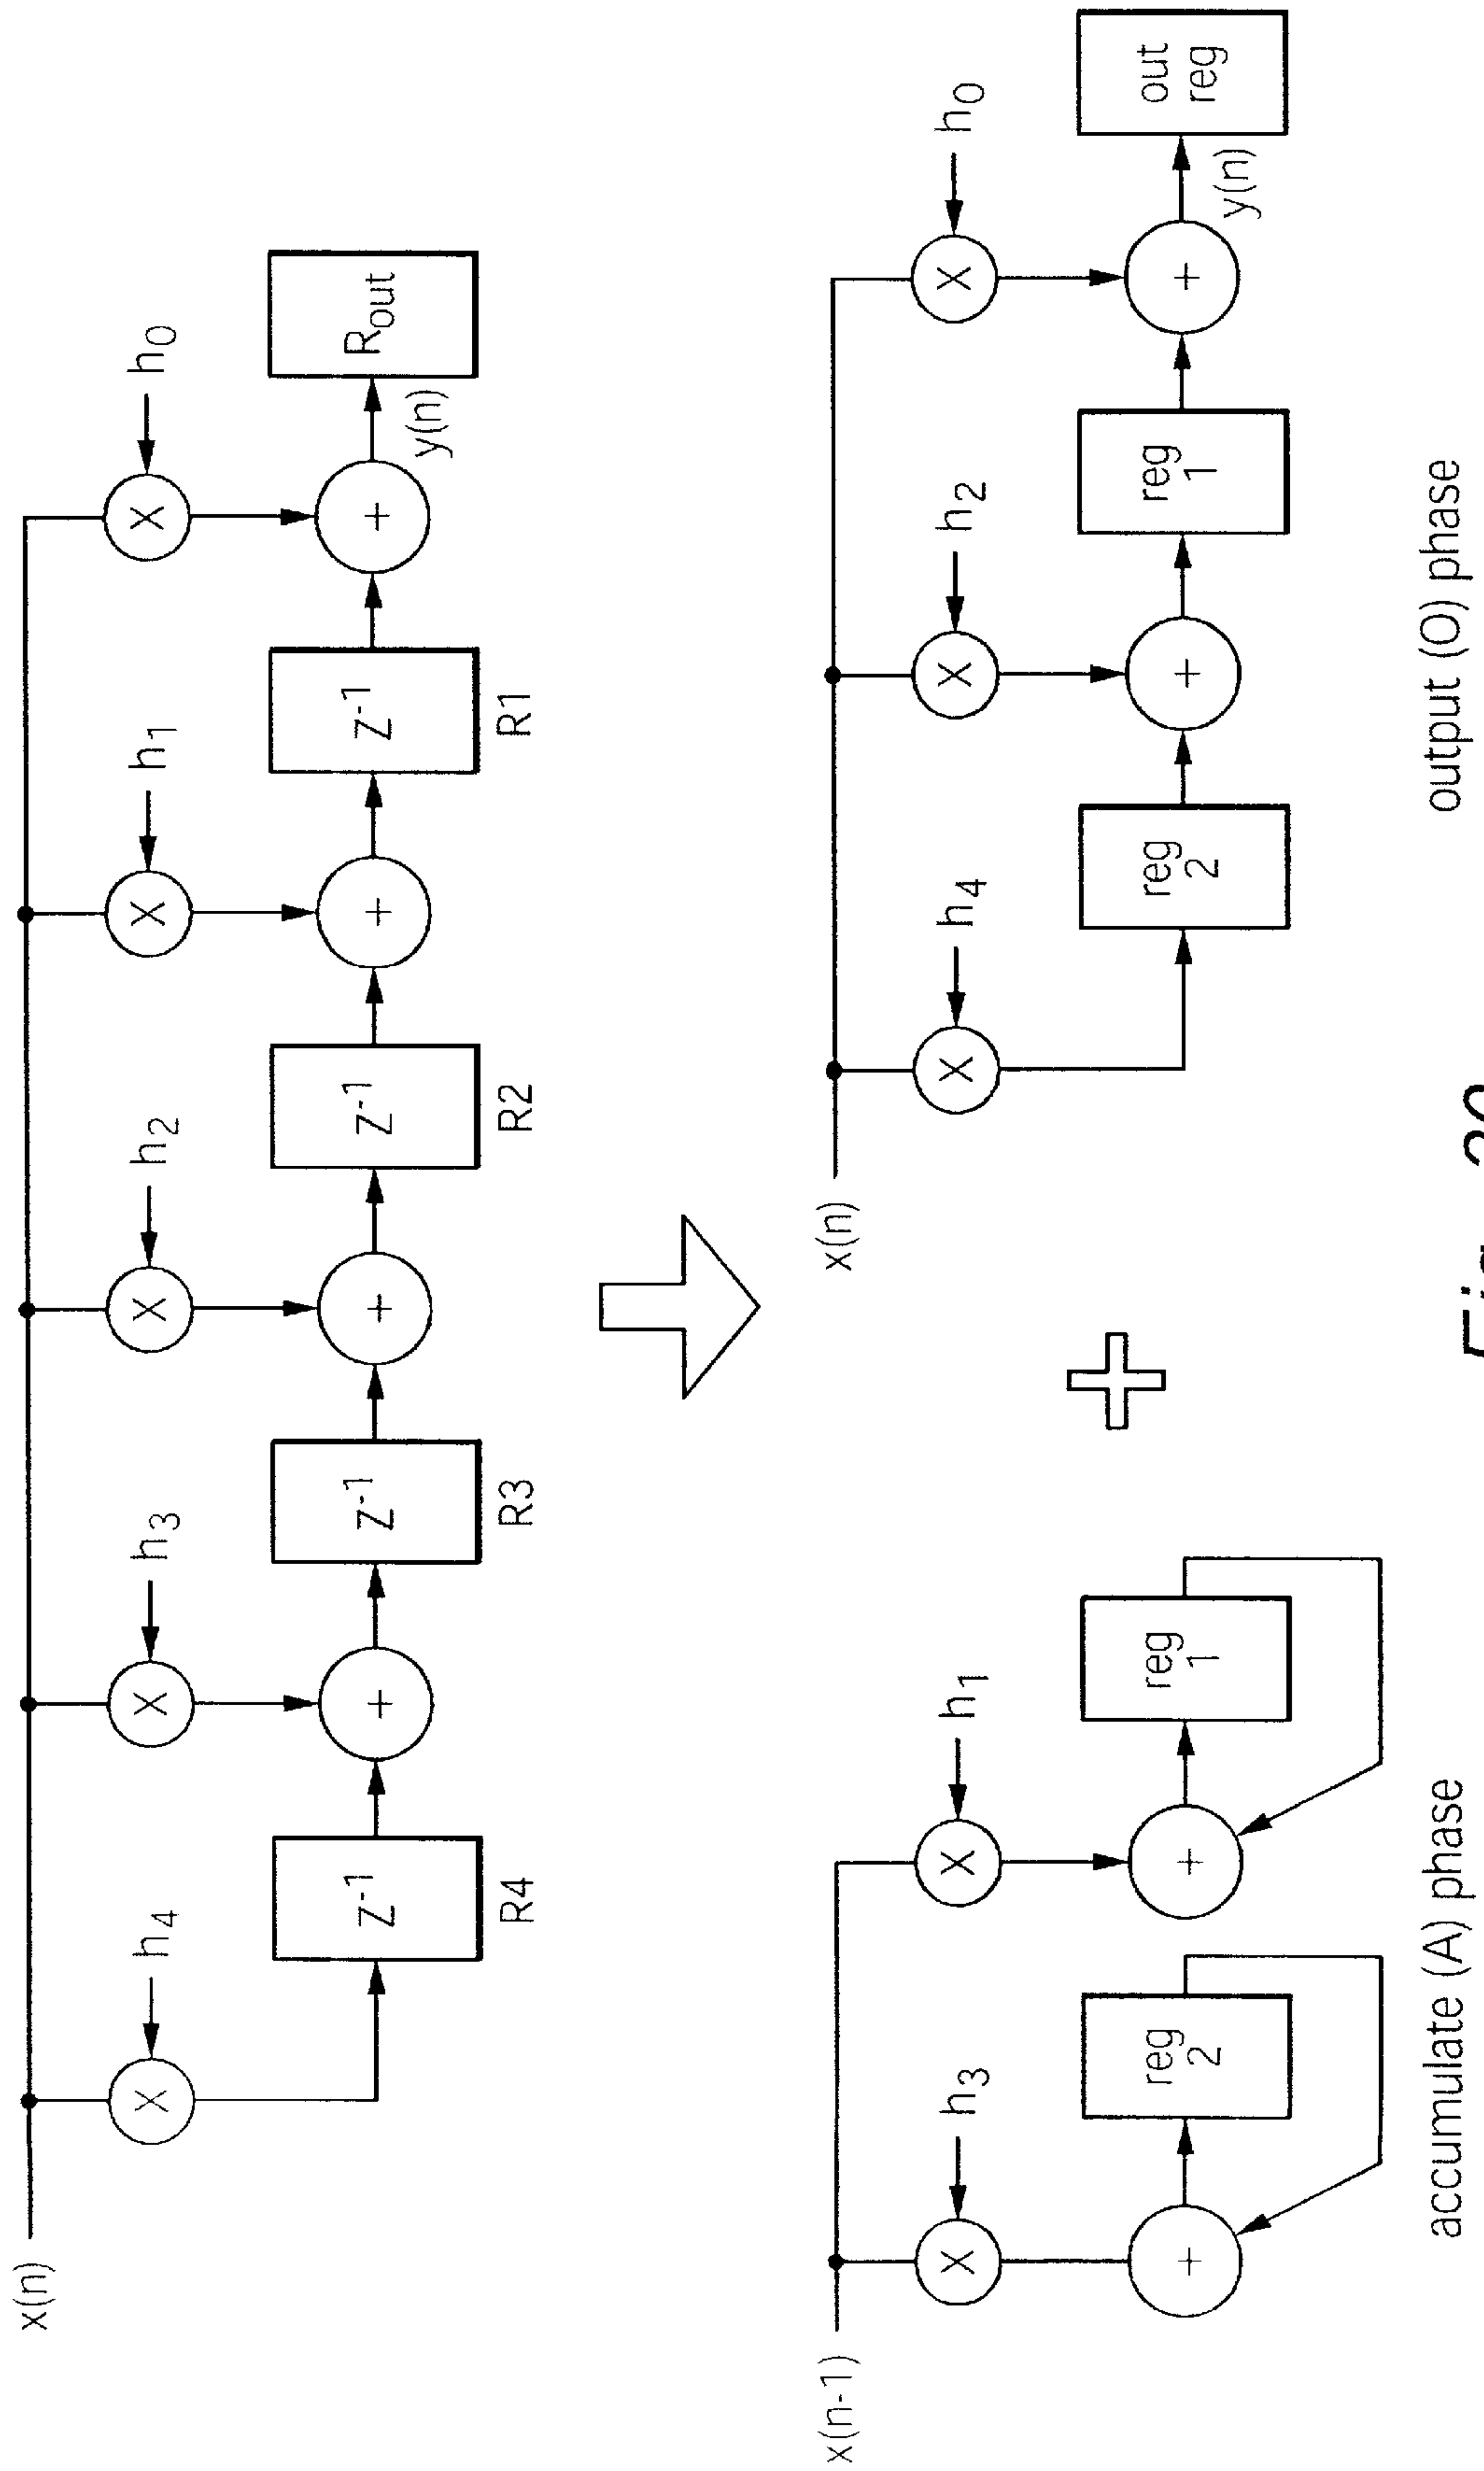 x(n)
h4
h3
h2
h1
h0
X
X
X
X
X
Z-1
+
Z-1
+
Z-1
+
Z-1
+
Rout
y(n)
R4
R3
R2
R1
x(n-1)
h3
h1
X
X
+
reg
2
+
reg
1
accumulate (A) phase
+
x(n)
h4
h2
h0
X
X
X
reg
2
+
reg
1
+
y(n)
out
reg
output (O) phase